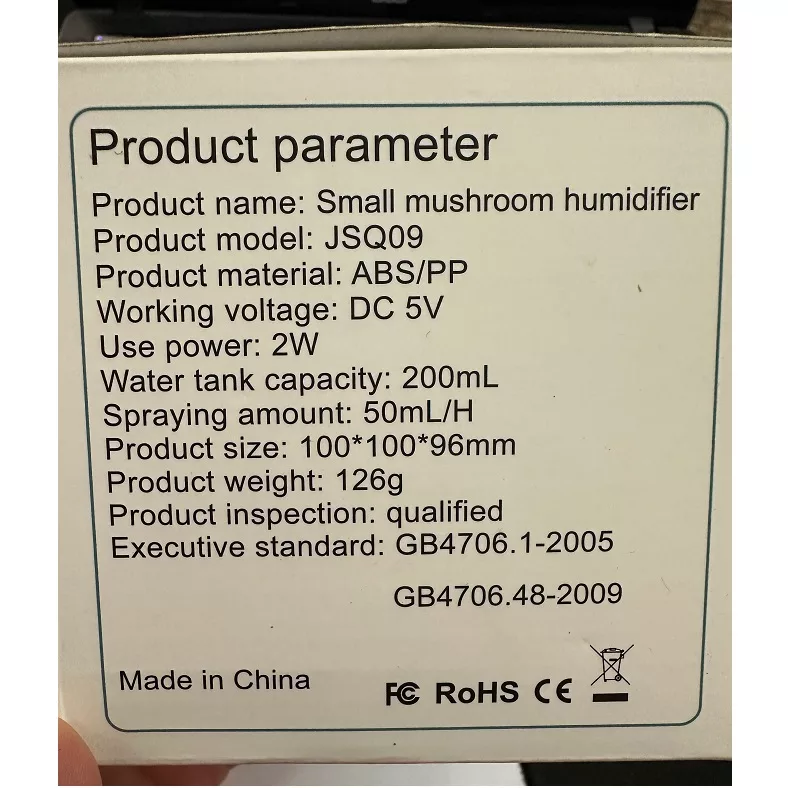 Product parameter
Product name: Small mushroom humidifier
Product model: JSQ09
Product material: ABS/PP
Working voltage: DC 5V
Use power: 2W
Water tank capacity: 200mL
Spraying amount: 50mL/H
Product size: 100*100*96mm
Product weight: 126g
Product inspection: qualified
Executive standard: GB4706.1-2005
GB4706.48-2009
Made in China
FC RoHS CE